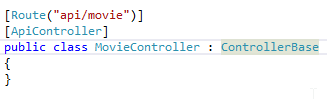 [Route("api/movie")]
[ApiController]
public class MovieController : ControllerBase
{
}